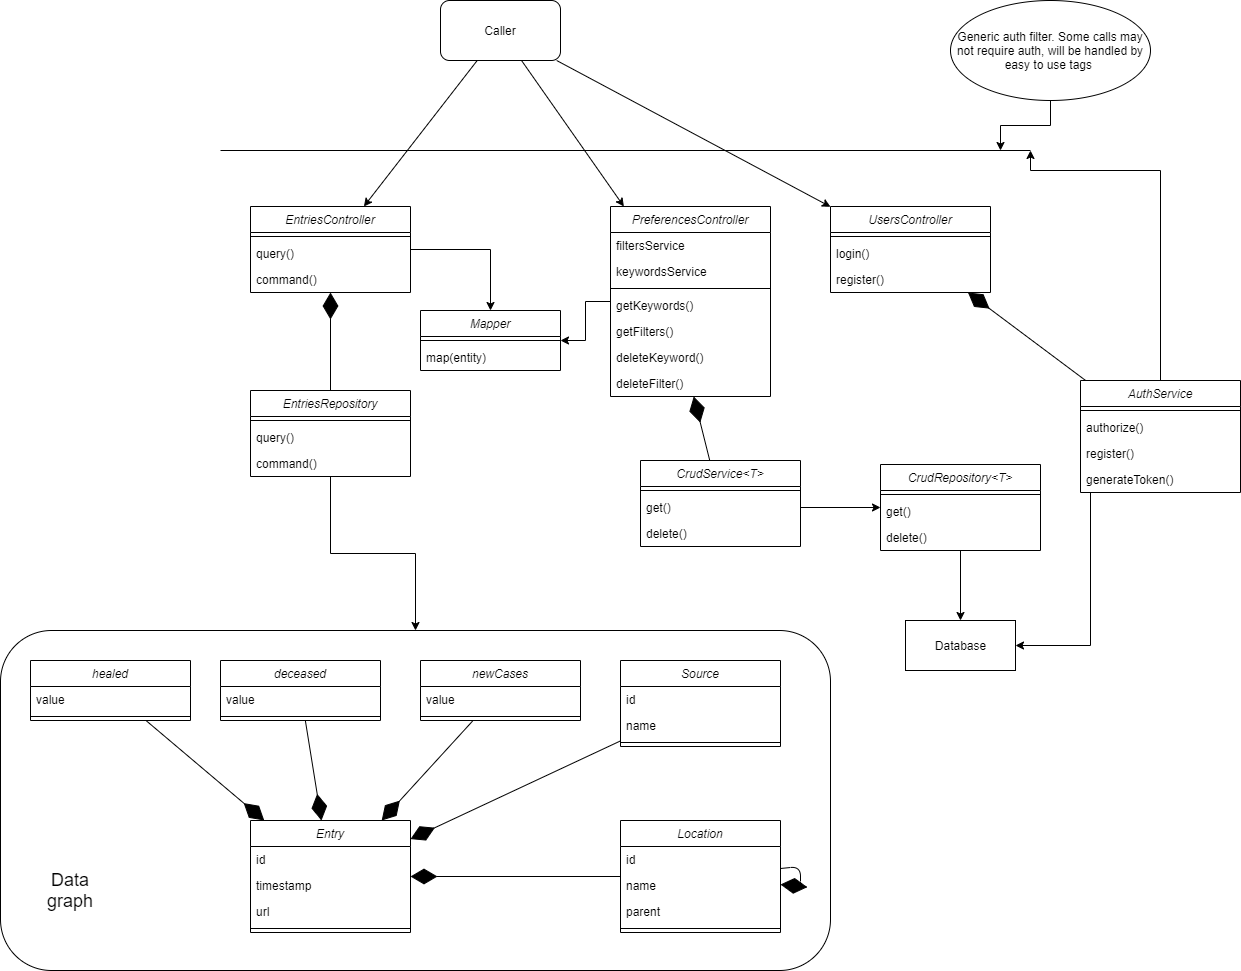 Caller
Generic auth filter. Some calls may
not require auth, will be handled by
easy to use tags
EntriesController
query()
command()
PreferencesController
filtersService
keywordsService
getKeywords()
getFilters()
deleteKeyword()
deleteFilter()
UsersController
login()
register()
Mapper
map(entity)
EntriesRepository
query()
command()
AuthService
authorize()
register()
generateToken()
CrudService<T>
get()
delete()
CrudRepository<T>
get()
delete()
Database
healed
value
deceased
value
newCases
value
Source
id
name
Entry
id
timestamp
url
Location
id
name
parent
Data
graph